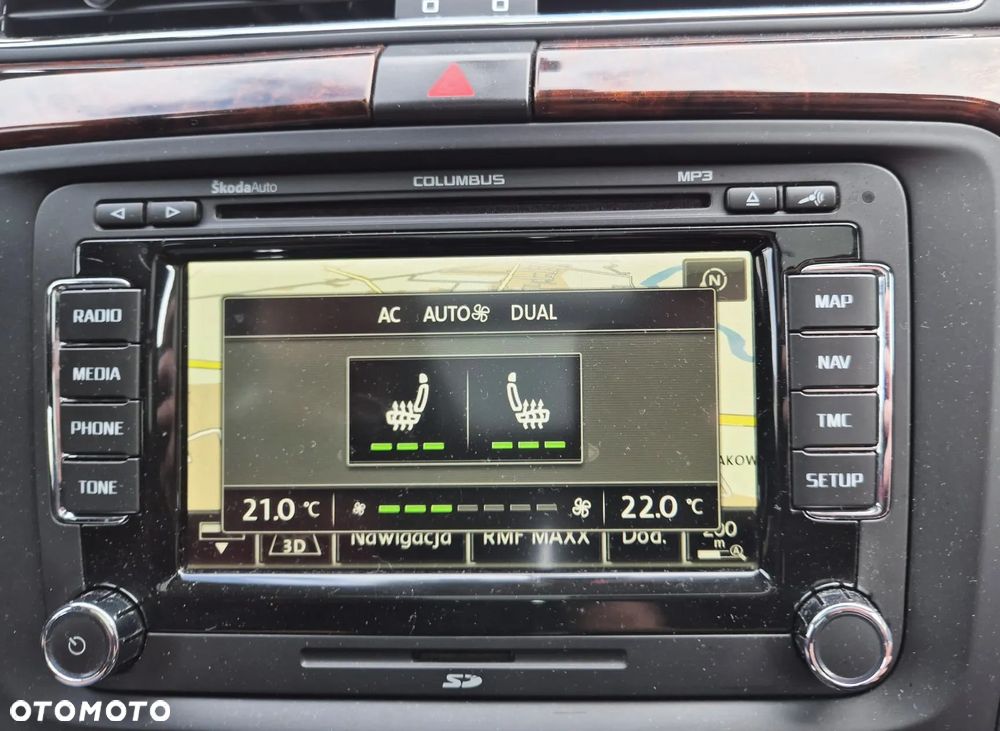 ŠkodaAuto COLUMBUS MP3
RADIO
MEDIA
PHONE
TONE
MAP
NAV
TMC
SETUP
N
AC AUTO DUAL
21.0 °C 22.0 °C
AKOW
3D Nawigacja RMF MAXX Dod.
m
A
SD
OTOMOTO